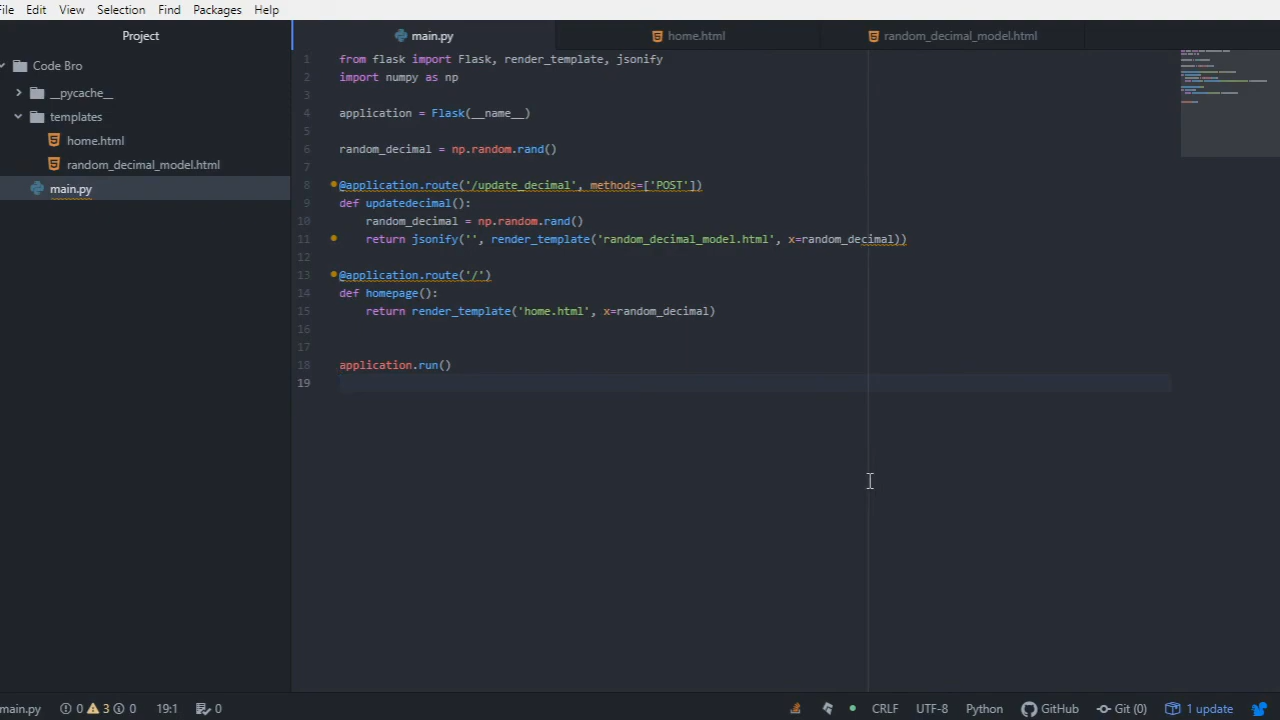 File Edit View Selection Find Packages Help
Project
main.py
home.html
random_decimal_model.html
Code Bro
__pycache__
templates
home.html
random_decimal_model.html
main.py
1 from flask import Flask, render_template, jsonify
2 import numpy as np
3
4 application = Flask(__name__)
5
6 random_decimal = np.random.rand()
7
8 @application.route('/update_decimal', methods=['POST'])
9 def updatedecimal():
10 random_decimal = np.random.rand()
11 return jsonify('', render_template('random_decimal_model.html', x=random_decimal))
12
13 @application.route('/')
14 def homepage():
15 return render_template('home.html', x=random_decimal)
16
17
18 application.run()
19
main.py 0 3 0 19:1 0 CRLF UTF-8 Python GitHub Git (0) 1 update